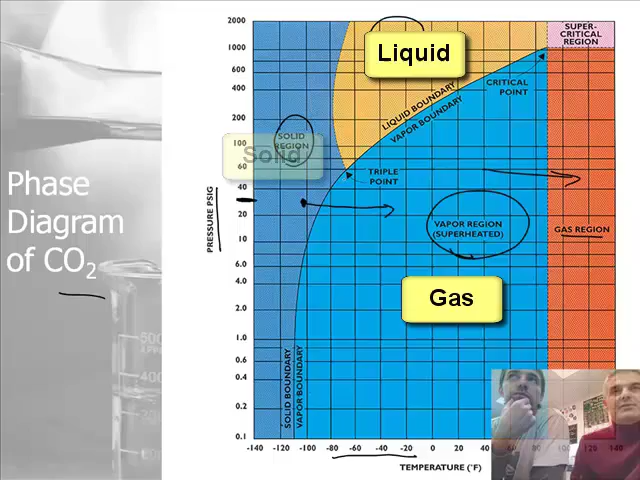 Phase
Diagram
of CO2
PRESSURE PSIG
2000
1000
600
400
200
100
60
40
20
10
6.0
4.0
2.0
1.0
0.6
0.4
0.2
0.1
Liquid
SUPER-
CRITICAL
REGION
CRITICAL
POINT
LIQUID BOUNDARY
VAPOR BOUNDARY
SOLID
REGION
Solid
TRIPLE
POINT
VAPOR REGION
(SUPERHEATED)
GAS REGION
Gas
SOLID BOUNDARY
VAPOR BOUNDARY
-140 -120 -100 -80 -60 -40 -20 0 20 40 60 80 100 120 140
TEMPERATURE (°F)
500
400